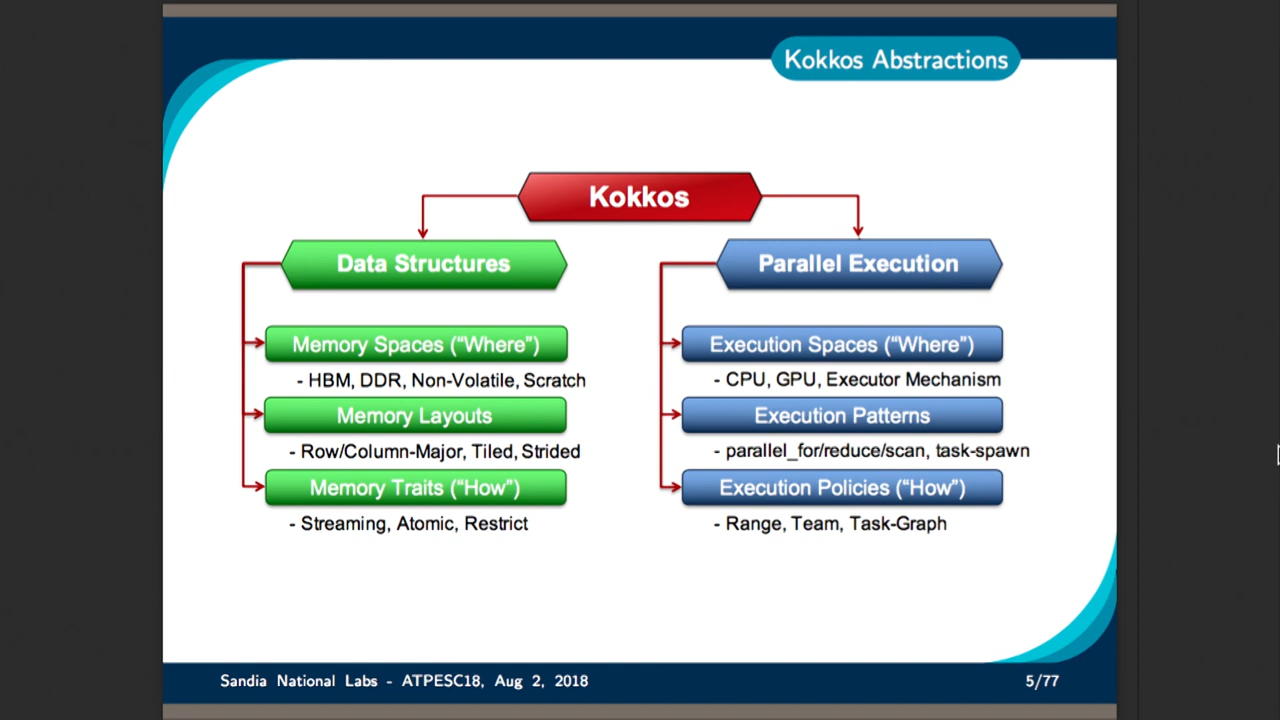 Kokkos Abstractions
Kokkos
Data Structures
Memory Spaces (“Where”)
- HBM, DDR, Non-Volatile, Scratch
Memory Layouts
- Row/Column-Major, Tiled, Strided
Memory Traits (“How”)
- Streaming, Atomic, Restrict
Parallel Execution
Execution Spaces (“Where”)
- CPU, GPU, Executor Mechanism
Execution Patterns
- parallel_for/reduce/scan, task-spawn
Execution Policies (“How”)
- Range, Team, Task-Graph
Sandia National Labs - ATPESC18, Aug 2, 2018
5/77